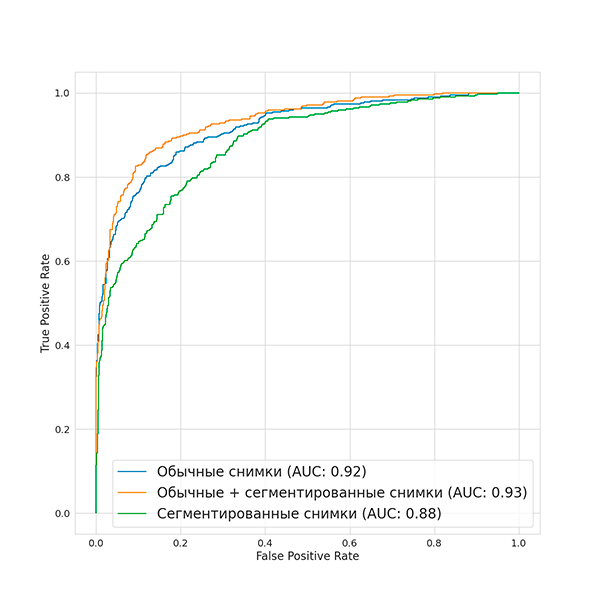 1.0
0.8
0.6
0.4
0.2
0.0
True Positive Rate
Обычные снимки (AUC: 0.92)
Обычные + сегментированные снимки (AUC: 0.93)
Сегментированные снимки (AUC: 0.88)
0.0 0.2 0.4 0.6 0.8 1.0
False Positive Rate